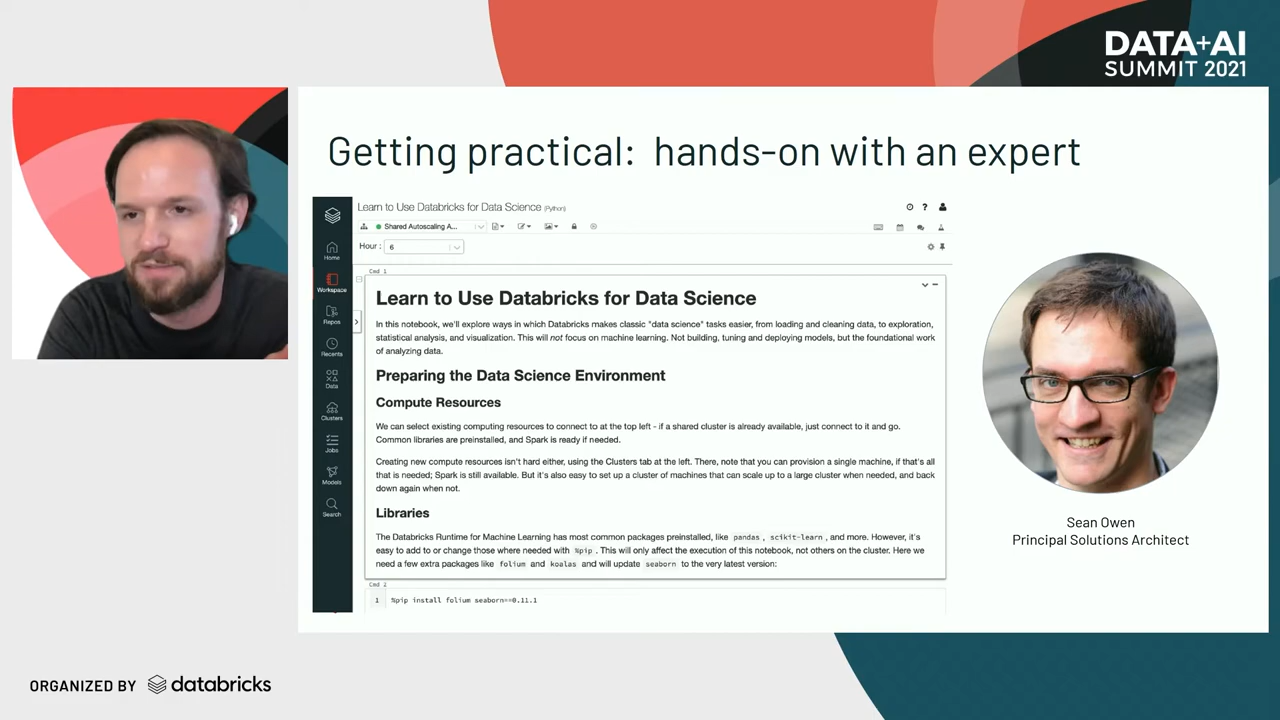 DATA+AI
SUMMIT 2021
Getting practical: hands-on with an expert
Learn to Use Databricks for Data Science (Python)
Shared Autoscaling A...
Hour : 6
Home
Workspace
Repos
Recents
Data
Clusters
Jobs
Models
Search
Cmd 1
Learn to Use Databricks for Data Science
In this notebook, we'll explore ways in which Databricks makes classic "data science" tasks easier, from loading and cleaning data, to exploration,
statistical analysis, and visualization. This will not focus on machine learning. Not building, tuning and deploying models, but the foundational work
of analyzing data.
Preparing the Data Science Environment
Compute Resources
We can select existing computing resources to connect to at the top left - if a shared cluster is already available, just connect to it and go.
Common libraries are preinstalled, and Spark is ready if needed.
Creating new compute resources isn't hard either, using the Clusters tab at the left. There, note that you can provision a single machine, if that's all
that is needed; Spark is still available. But it's also easy to set up a cluster of machines that can scale up to a large cluster when needed, and back
down again when not.
Libraries
The Databricks Runtime for Machine Learning has most common packages preinstalled, like pandas , scikit-learn , and more. However, it's
easy to add to or change those where needed with %pip . This will only affect the execution of this notebook, not others on the cluster. Here we
need a few extra packages like folium and koalas and will update seaborn to the very latest version:
Cmd 2
1 %pip install folium seaborn==0.11.1
Sean Owen
Principal Solutions Architect
ORGANIZED BY databricks